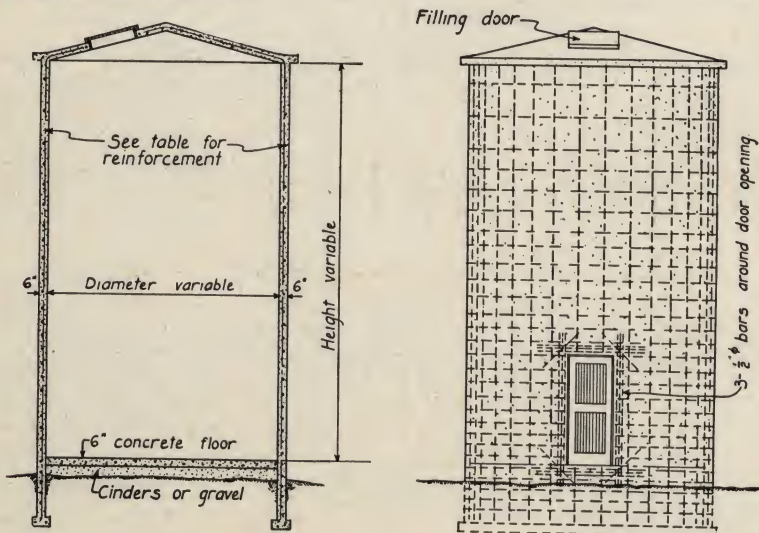 Filling door
See table for
reinforcement
6"
Diameter variable
6"
Height variable
3-½"ϕ bars around door opening.
6" concrete floor
Cinders or gravel